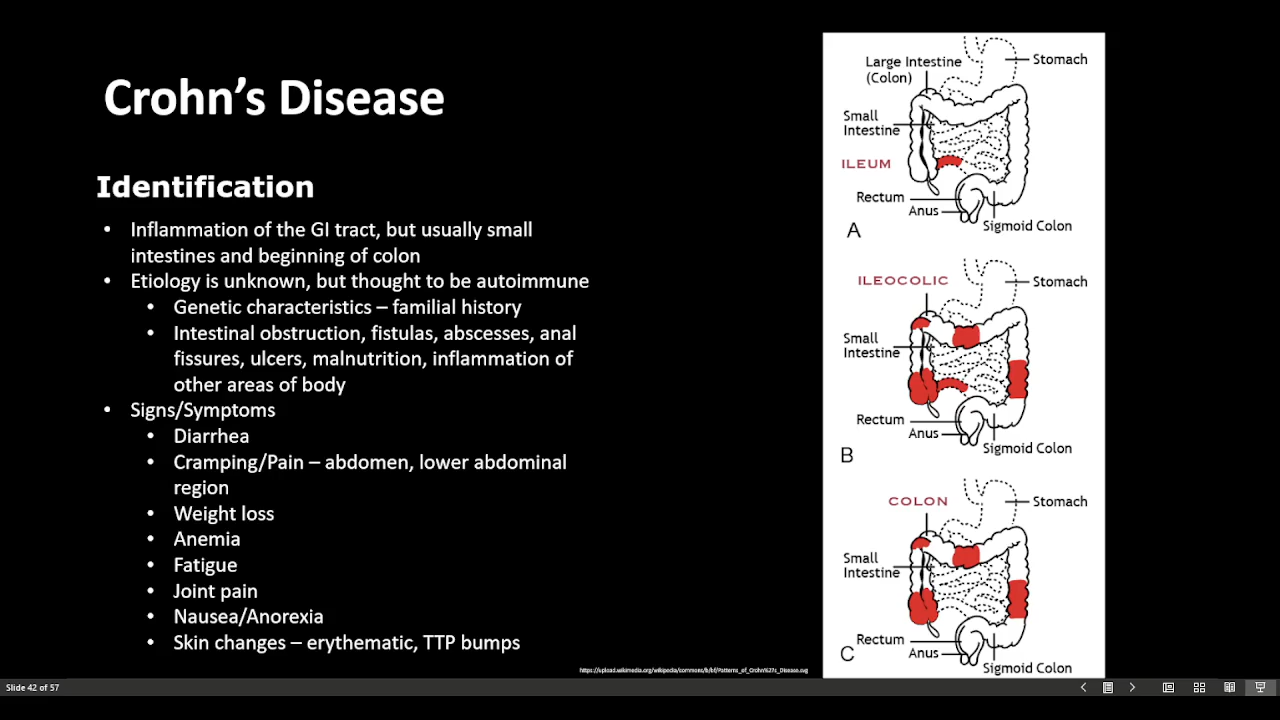 Crohn's Disease
Identification
• Inflammation of the GI tract, but usually small
intestines and beginning of colon
• Etiology is unknown, but thought to be autoimmune
• Genetic characteristics – familial history
• Intestinal obstruction, fistulas, abscesses, anal
fissures, ulcers, malnutrition, inflammation of
other areas of body
• Signs/Symptoms
• Diarrhea
• Cramping/Pain – abdomen, lower abdominal
region
• Weight loss
• Anemia
• Fatigue
• Joint pain
• Nausea/Anorexia
• Skin changes – erythematic, TTP bumps
Large Intestine
(Colon)
Stomach
Small
Intestine
ILEUM
Rectum
Anus
Sigmoid Colon
A
ILEOCOLIC
Stomach
Small
Intestine
Rectum
Anus
Sigmoid Colon
B
COLON
Stomach
Small
Intestine
Rectum
Anus
Sigmoid Colon
C
https://upload.wikimedia.org/wikipedia/commons/b/bf/Patterns_of_Crohn%27s_Disease.svg
Slide 42 of 57